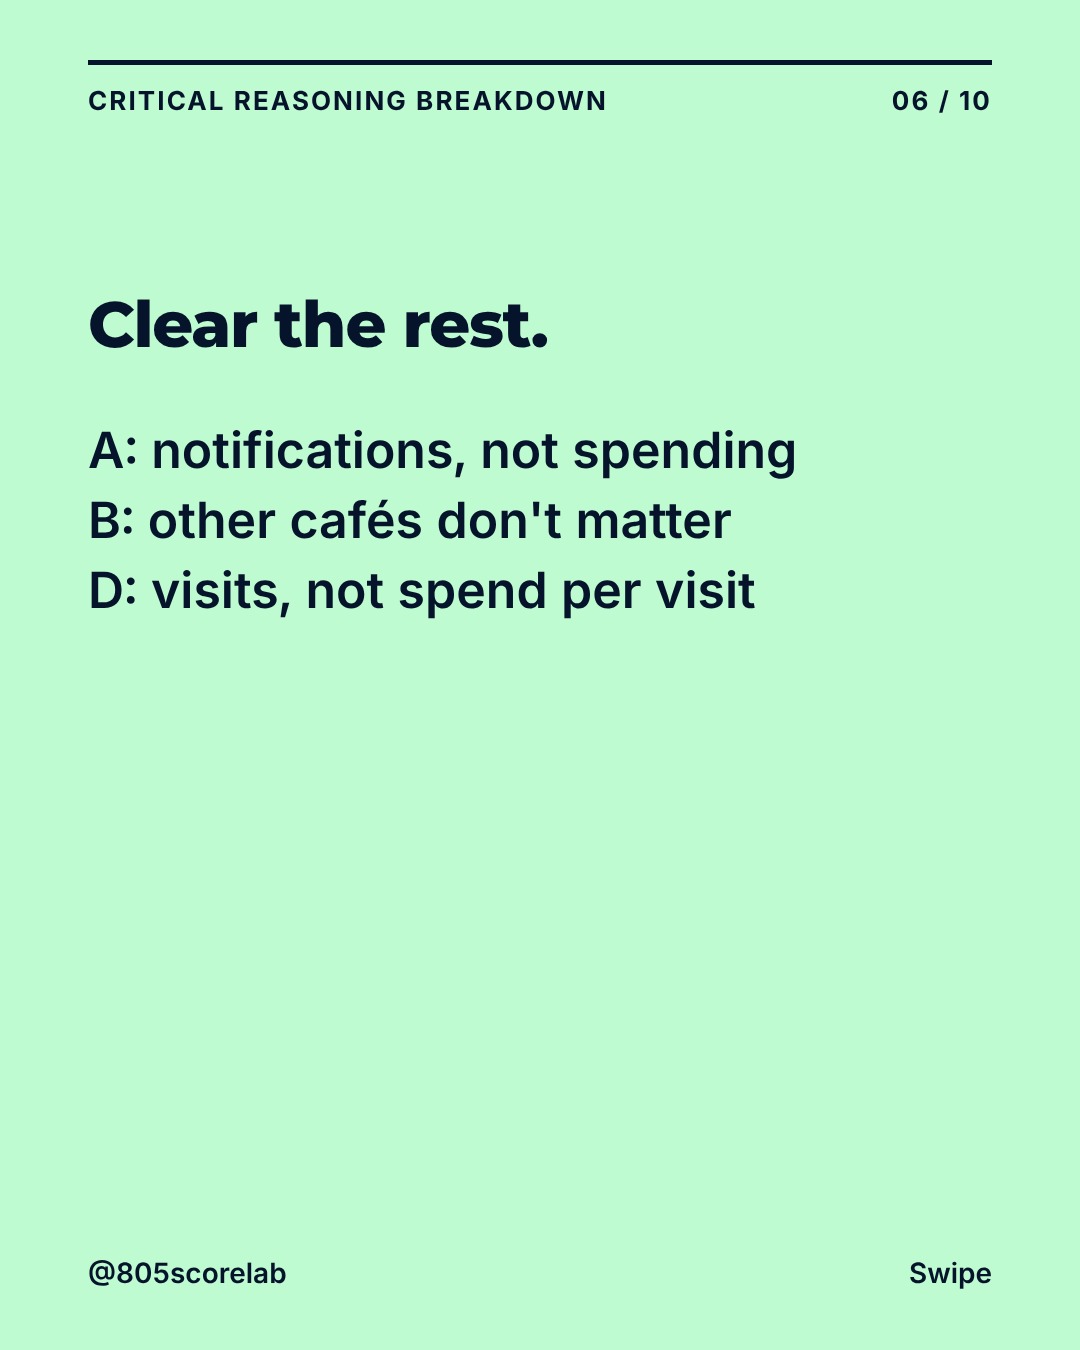 CRITICAL REASONING BREAKDOWN
06 / 10
Clear the rest.
A: notifications, not spending
B: other cafés don't matter
D: visits, not spend per visit
@805scorelab
Swipe